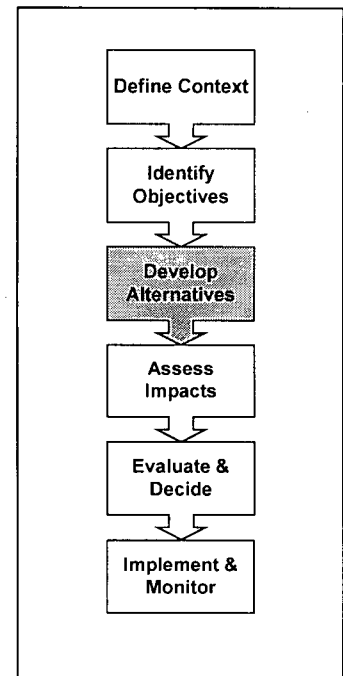 Define Context
Identify
Objectives
Develop
Alternatives
Assess
Impacts
Evaluate &
Decide
Implement &
Monitor